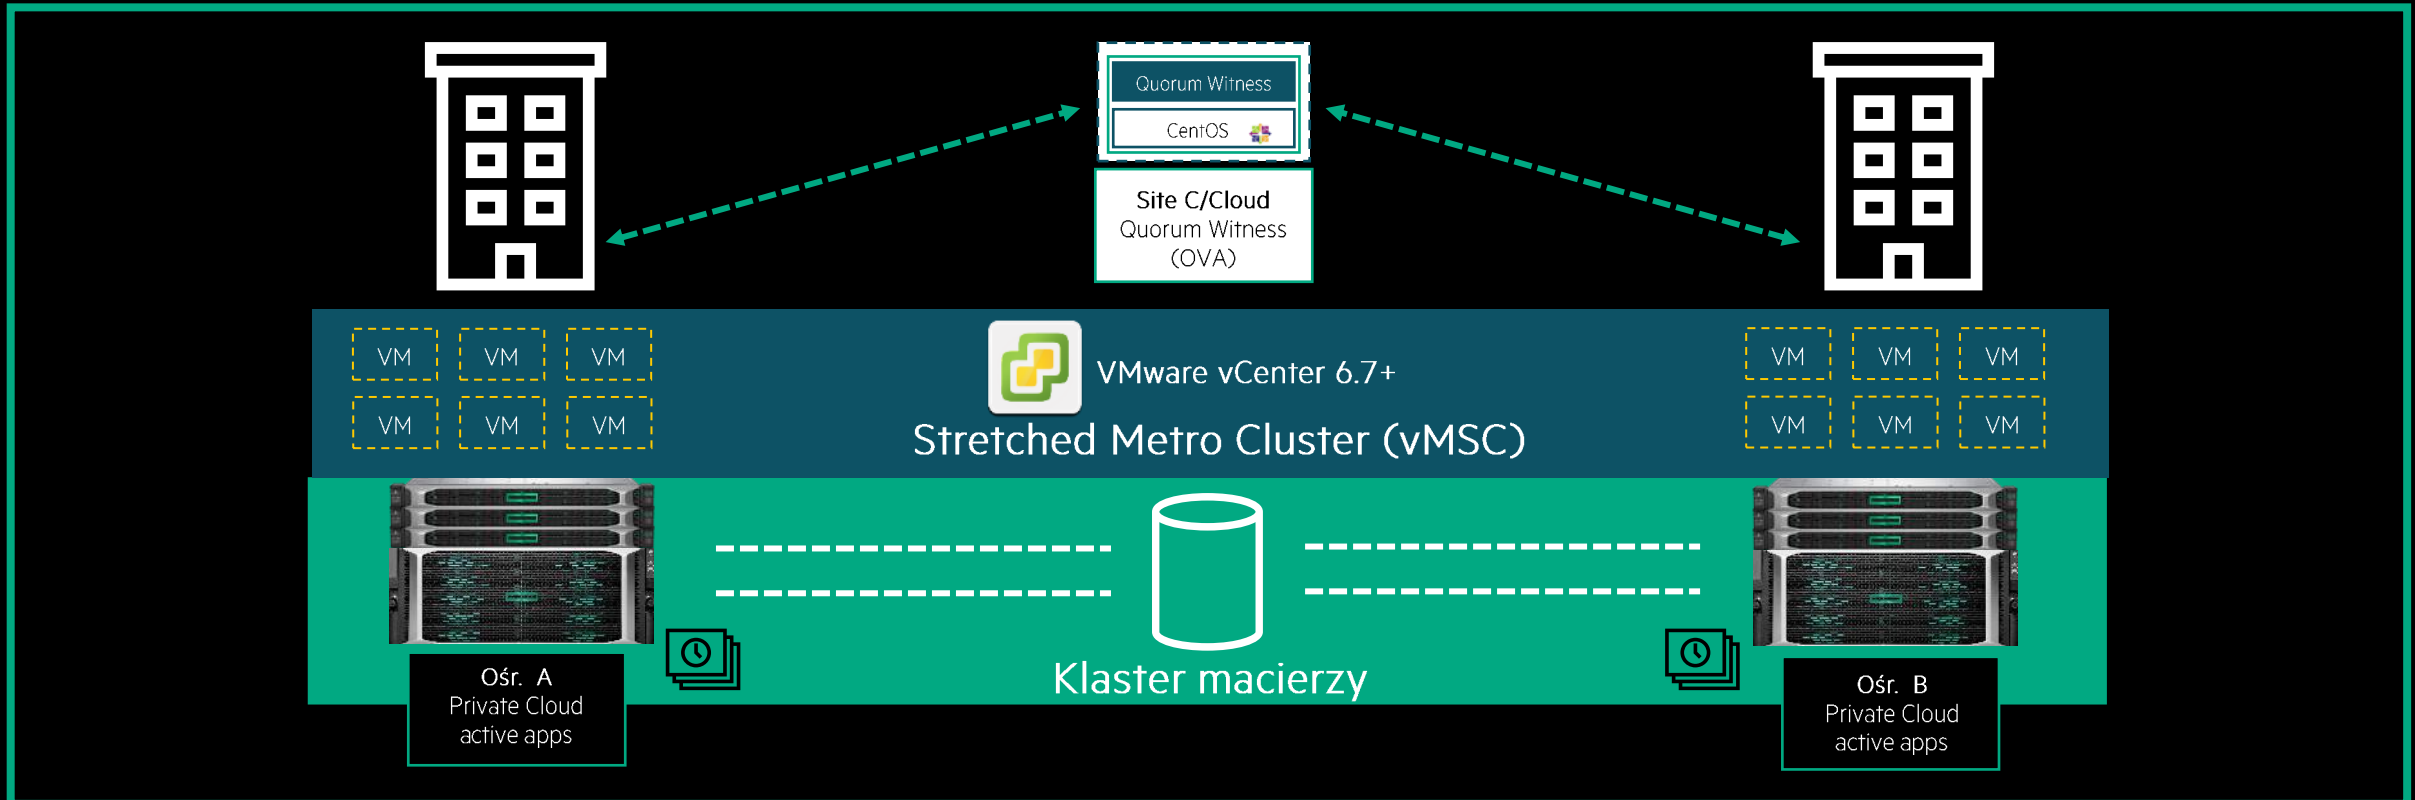 Quorum Witness
CentOS
Site C/Cloud
Quorum Witness
(OVA)
VM VM VM
VM VM VM
VMware vCenter 6.7+
Stretched Metro Cluster (vMSC)
VM VM VM
VM VM VM
Klaster macierzy
Ośr. A
Private Cloud
active apps
Ośr. B
Private Cloud
active apps